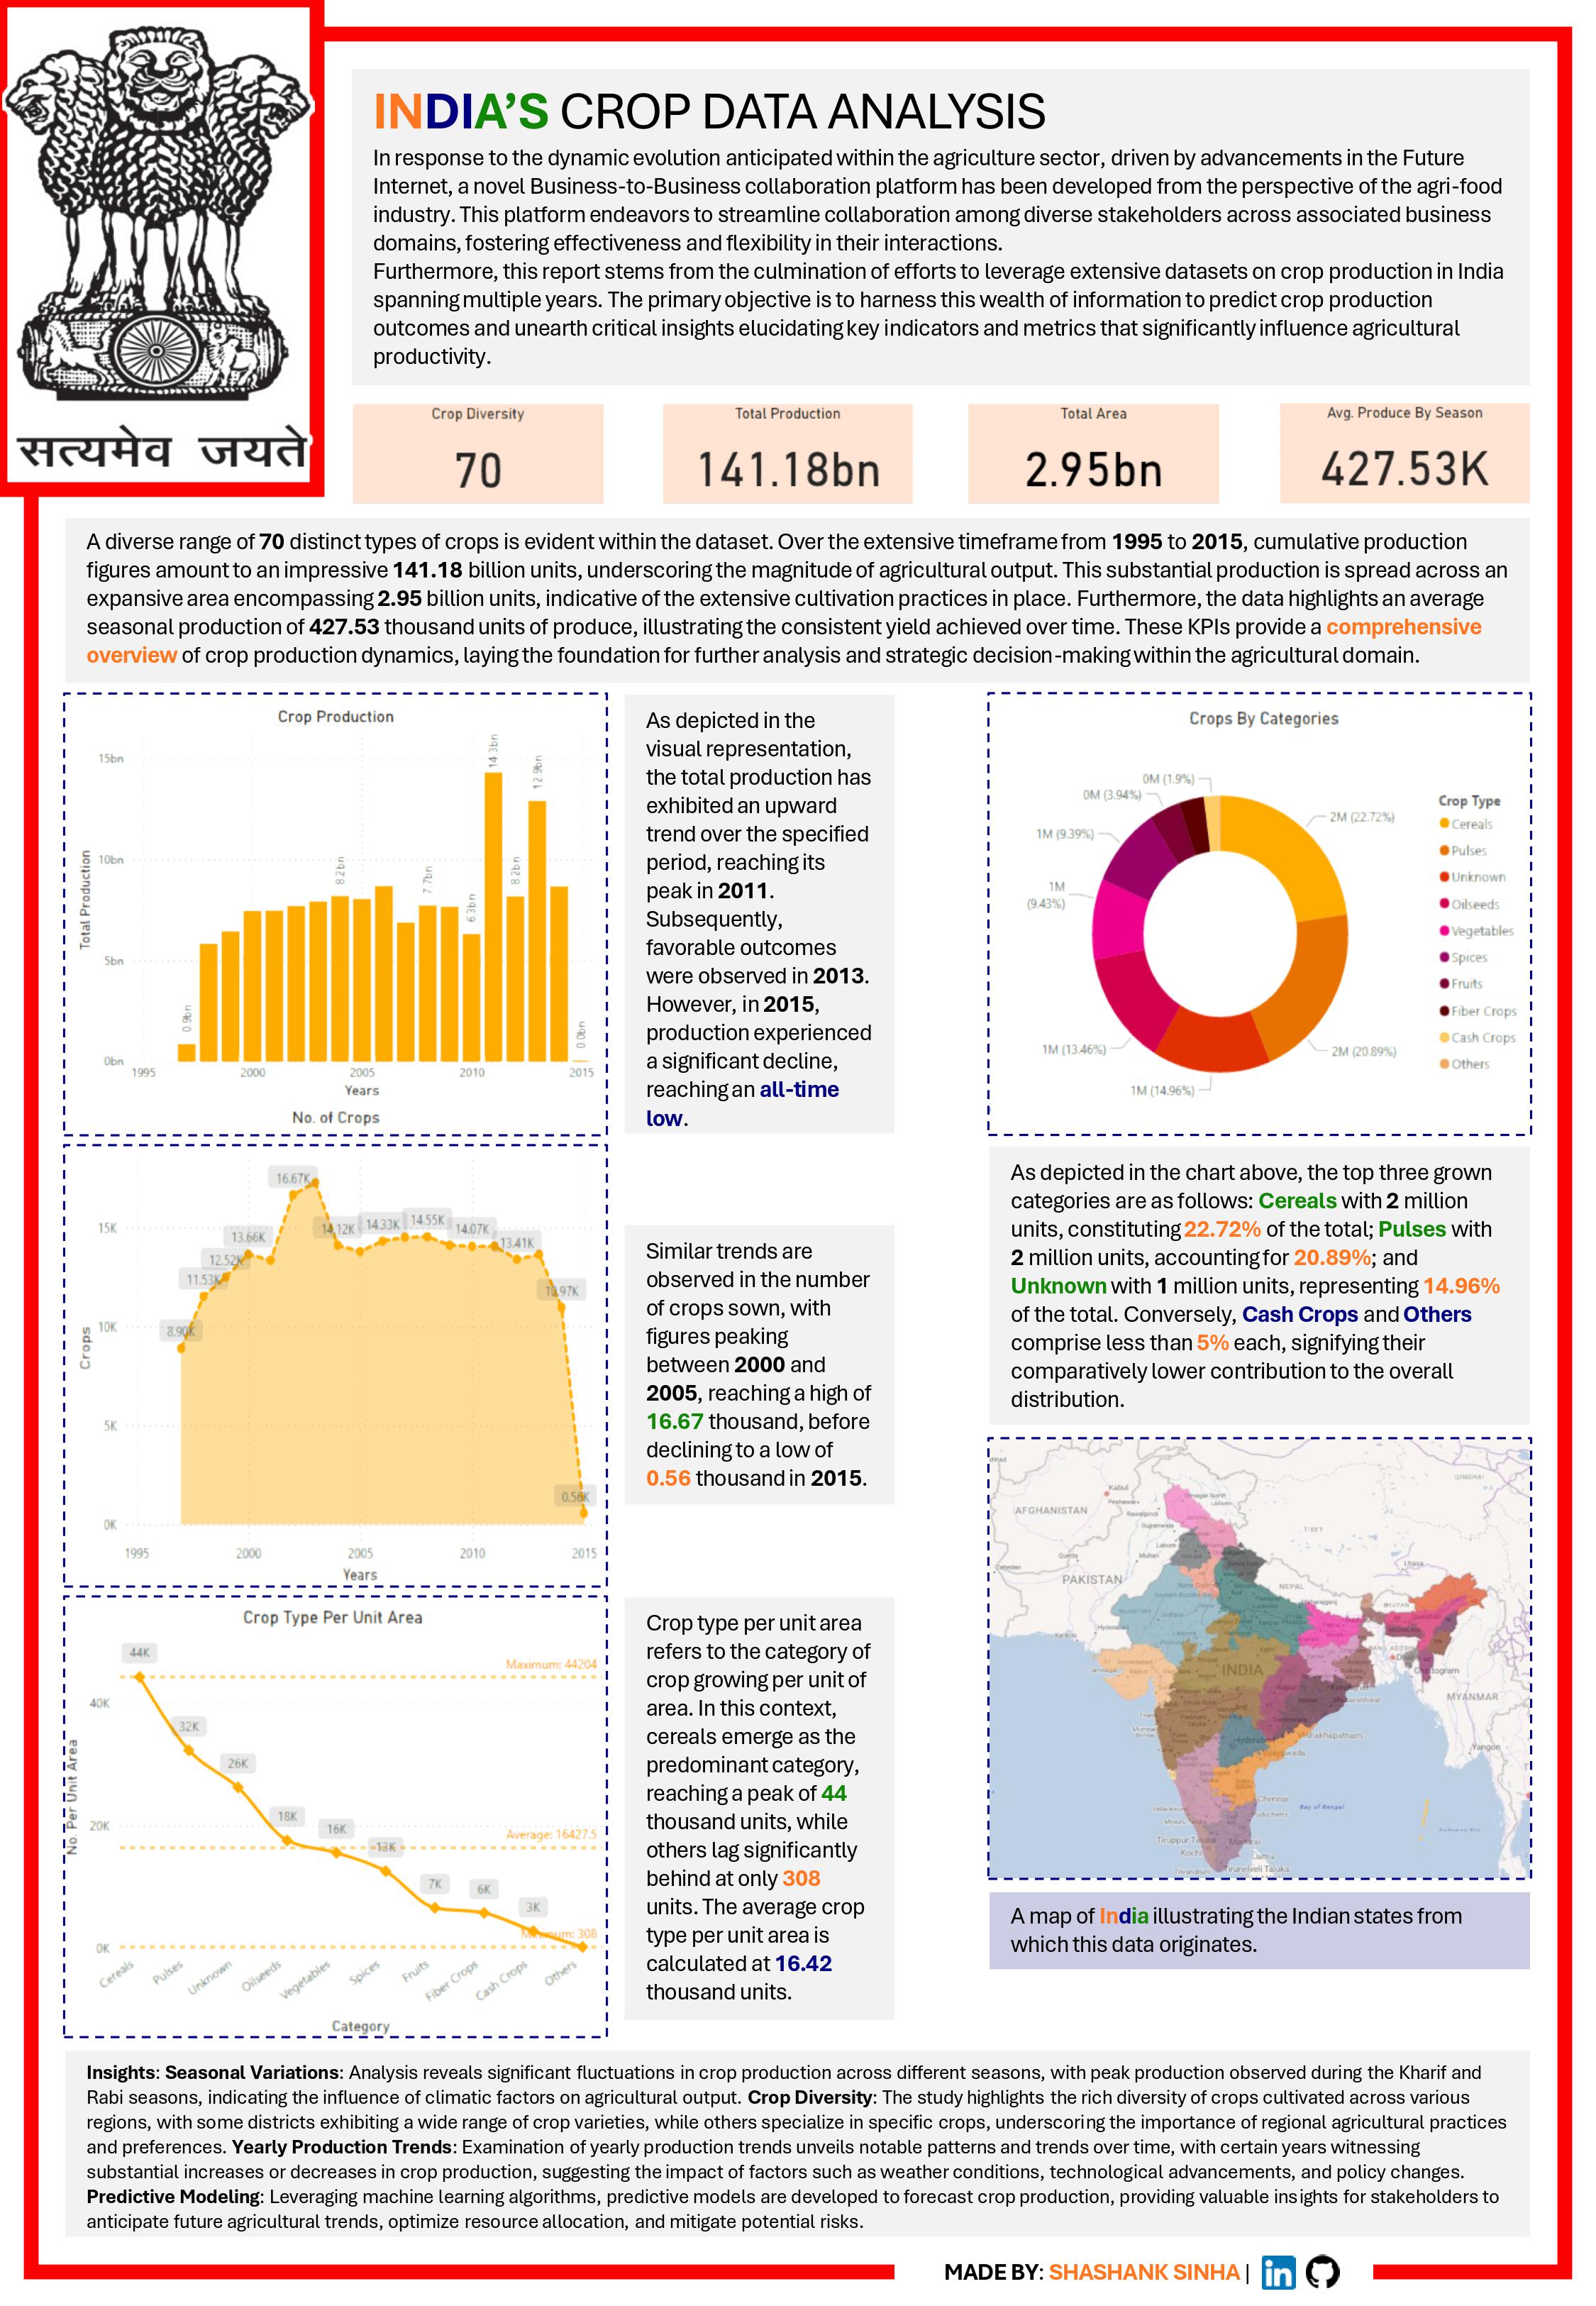 सत्यमेव जयते
INDIA’S CROP DATA ANALYSIS
In response to the dynamic evolution anticipated within the agriculture sector, driven by advancements in the Future
Internet, a novel Business-to-Business collaboration platform has been developed from the perspective of the agri-food
industry. This platform endeavors to streamline collaboration among diverse stakeholders across associated business
domains, fostering effectiveness and flexibility in their interactions.
Furthermore, this report stems from the culmination of efforts to leverage extensive datasets on crop production in India
spanning multiple years. The primary objective is to harness this wealth of information to predict crop production
outcomes and unearth critical insights elucidating key indicators and metrics that significantly influence agricultural
productivity.
Crop Diversity
70
Total Production
141.18bn
Total Area
2.95bn
Avg. Produce By Season
427.53K
A diverse range of 70 distinct types of crops is evident within the dataset. Over the extensive timeframe from 1995 to 2015, cumulative production
figures amount to an impressive 141.18 billion units, underscoring the magnitude of agricultural output. This substantial production is spread across an
expansive area encompassing 2.95 billion units, indicative of the extensive cultivation practices in place. Furthermore, the data highlights an average
seasonal production of 427.53 thousand units of produce, illustrating the consistent yield achieved over time. These KPIs provide a comprehensive
overview of crop production dynamics, laying the foundation for further analysis and strategic decision-making within the agricultural domain.
Crop Production
Total Production
15bn
10bn
5bn
0bn
0.9bn
8.2bn
7.7bn
6.3bn
14.3bn
8.2bn
12.9bn
0.0bn
1995 2000 2005 2010 2015
Years
As depicted in the
visual representation,
the total production has
exhibited an upward
trend over the specified
period, reaching its
peak in 2011.
Subsequently,
favorable outcomes
were observed in 2013.
However, in 2015,
production experienced
a significant decline,
reaching an all-time
low.
Crops By Categories
0M (1.9%)
0M (3.94%)
1M (9.39%)
1M
(9.43%)
1M (13.46%)
1M (14.96%)
2M (20.89%)
2M (22.72%)
Crop Type
Cereals
Pulses
Unknown
Oilseeds
Vegetables
Spices
Fruits
Fiber Crops
Cash Crops
Others
No. of Crops
Crops
15K
10K
5K
0K
8.90K
11.53K
12.52K
13.66K
16.67K
14.12K
14.33K
14.55K
14.07K
13.41K
10.97K
0.56K
1995 2000 2005 2010 2015
Years
Similar trends are
observed in the number
of crops sown, with
figures peaking
between 2000 and
2005, reaching a high of
16.67 thousand, before
declining to a low of
0.56 thousand in 2015.
As depicted in the chart above, the top three grown
categories are as follows: Cereals with 2 million
units, constituting 22.72% of the total; Pulses with
2 million units, accounting for 20.89%; and
Unknown with 1 million units, representing 14.96%
of the total. Conversely, Cash Crops and Others
comprise less than 5% each, signifying their
comparatively lower contribution to the overall
distribution.
Crop Type Per Unit Area
No. Per Unit Area
40K
20K
0K
44K
32K
26K
18K
16K
13K
7K
6K
3K
Maximum: 44204
Average: 16427.5
Minimum: 308
Cereals
Pulses
Unknown
Oilseeds
Vegetables
Spices
Fruits
Fiber Crops
Cash Crops
Others
Category
Crop type per unit area
refers to the category of
crop growing per unit of
area. In this context,
cereals emerge as the
predominant category,
reaching a peak of 44
thousand units, while
others lag significantly
behind at only 308
units. The average crop
type per unit area is
calculated at 16.42
thousand units.
QINGHAI
Kabul
AFGHANISTAN
TIBET
Lhasa
PAKISTAN
NEPAL
BHUTAN
INDIA
MYANMAR
Yangon
Visakhapatnam
Chennai
Bay of Bengal
Kochi
Tirunelveli Taluka
A map of India illustrating the Indian states from
which this data originates.
Insights: Seasonal Variations: Analysis reveals significant fluctuations in crop production across different seasons, with peak production observed during the Kharif and
Rabi seasons, indicating the influence of climatic factors on agricultural output. Crop Diversity: The study highlights the rich diversity of crops cultivated across various
regions, with some districts exhibiting a wide range of crop varieties, while others specialize in specific crops, underscoring the importance of regional agricultural practices
and preferences. Yearly Production Trends: Examination of yearly production trends unveils notable patterns and trends over time, with certain years witnessing
substantial increases or decreases in crop production, suggesting the impact of factors such as weather conditions, technological advancements, and policy changes.
Predictive Modeling: Leveraging machine learning algorithms, predictive models are developed to forecast crop production, providing valuable insights for stakeholders to
anticipate future agricultural trends, optimize resource allocation, and mitigate potential risks.
MADE BY: SHASHANK SINHA | in